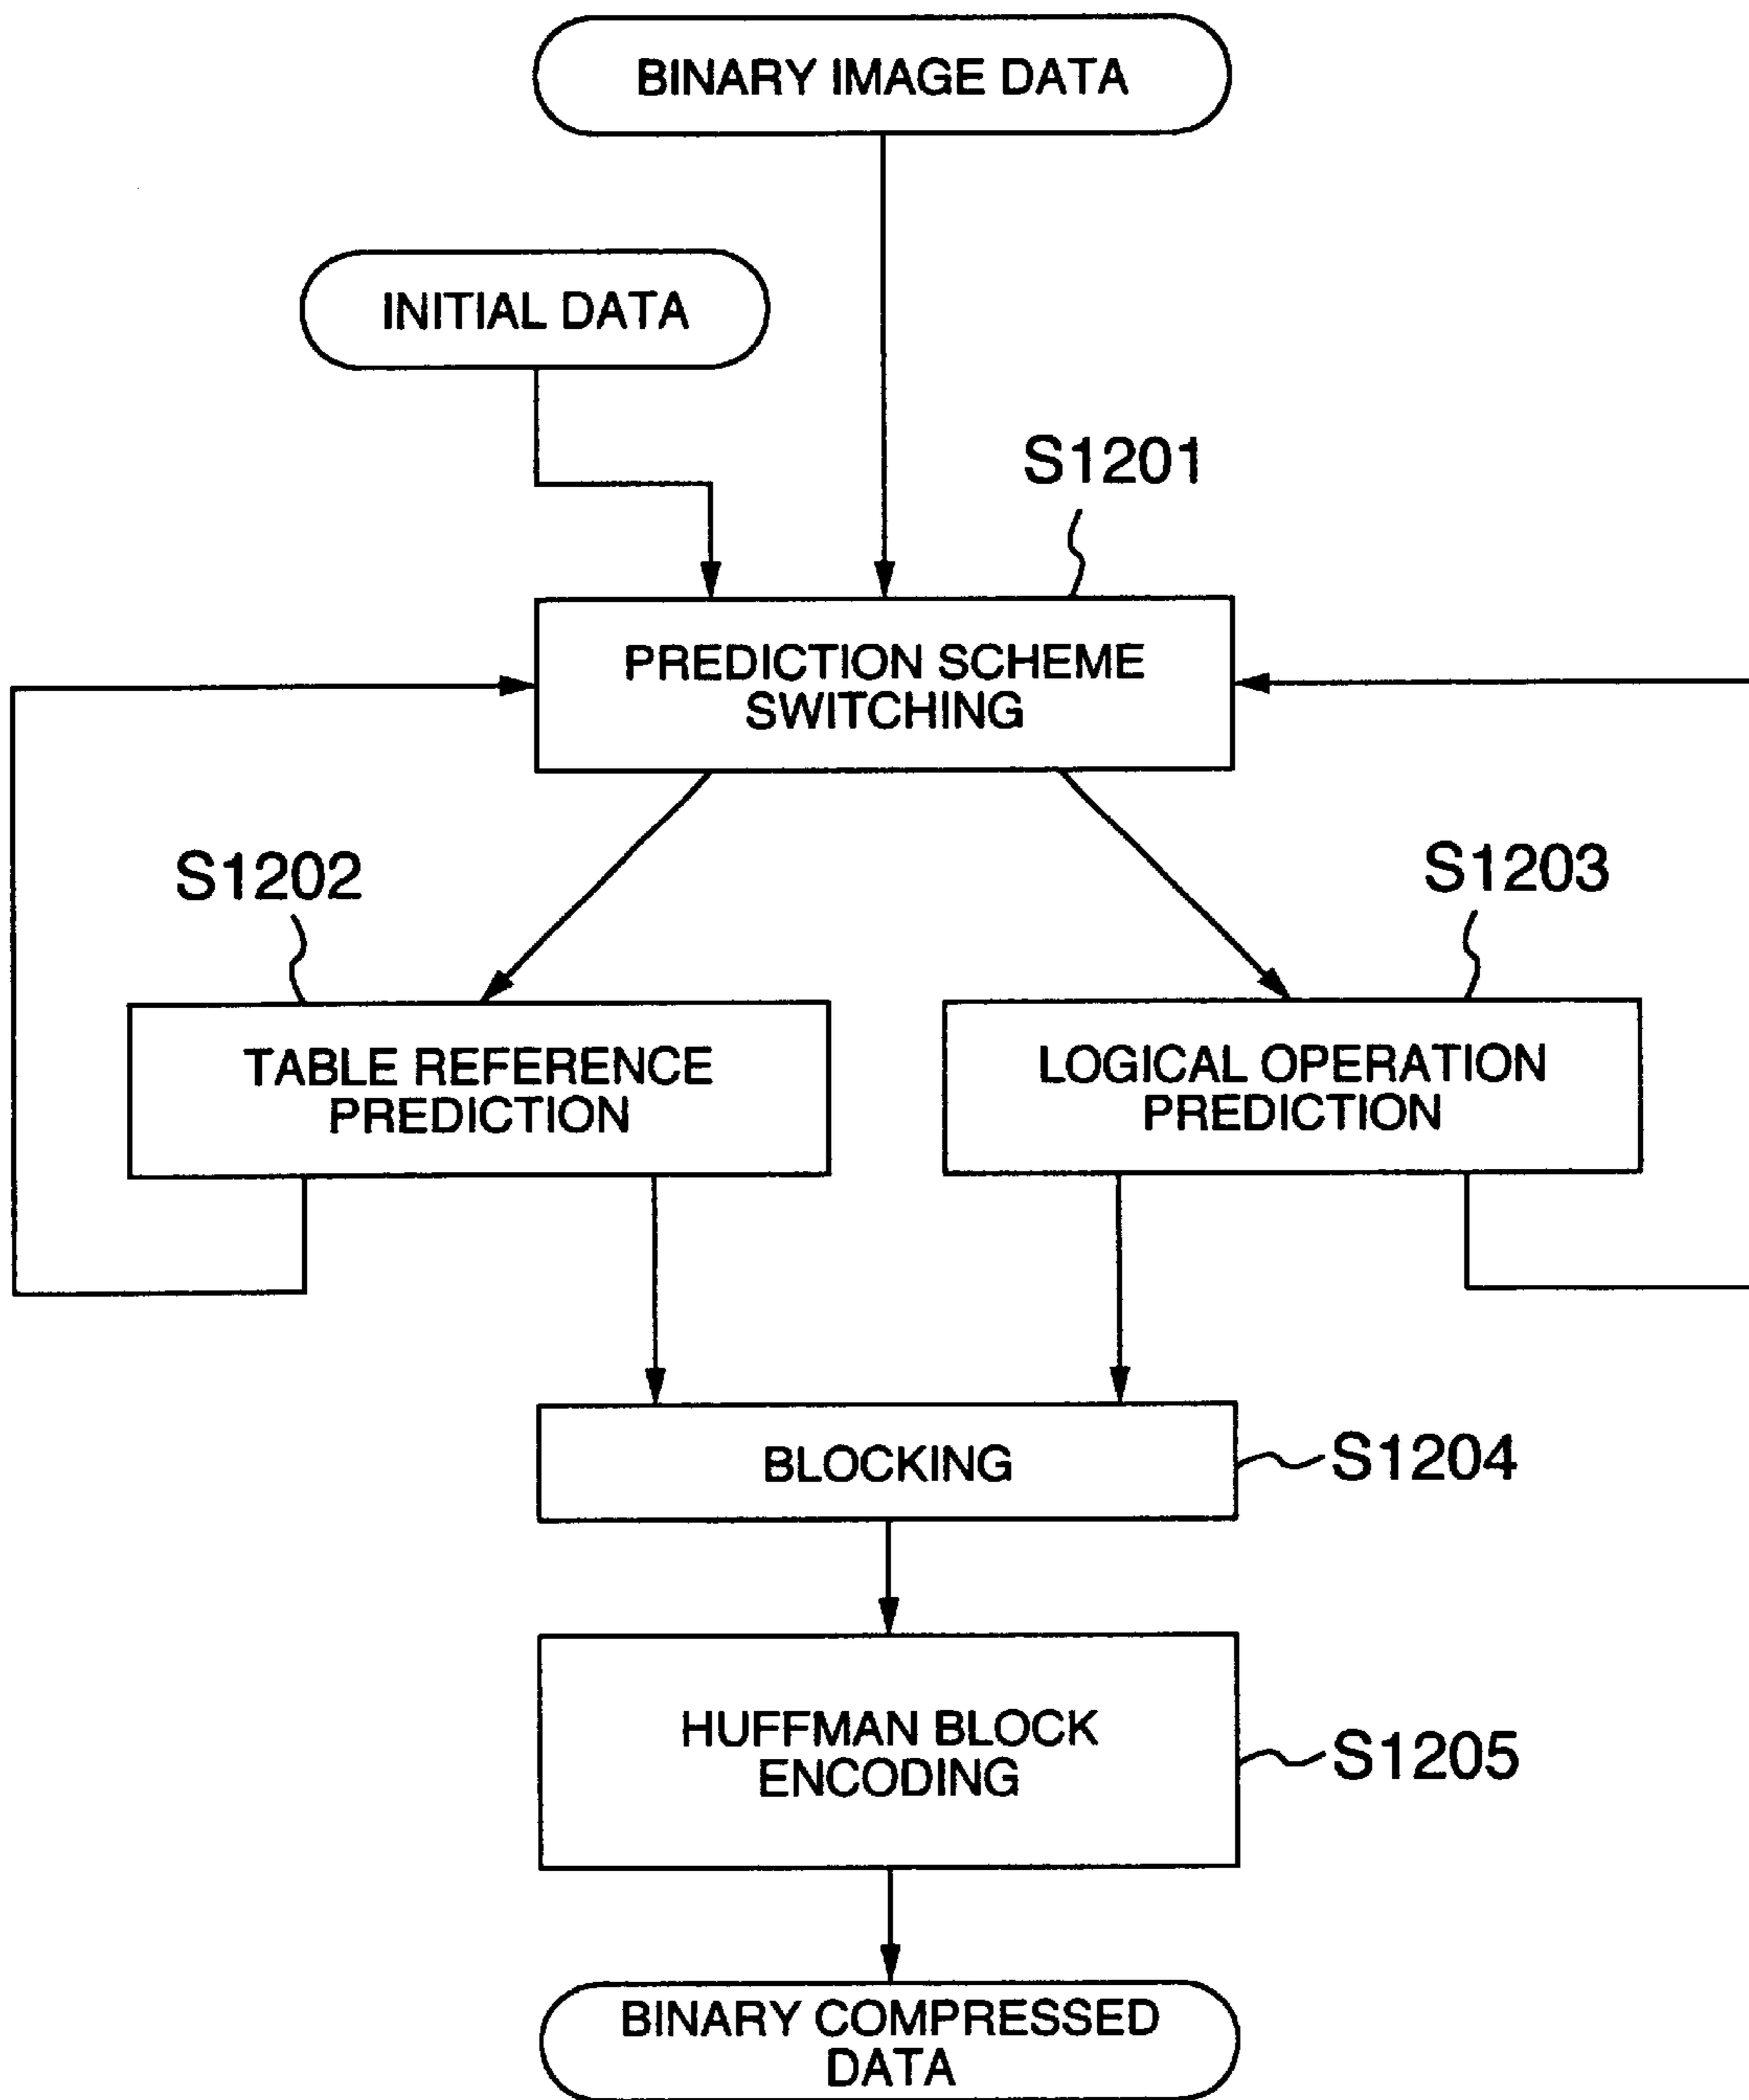 BINARY IMAGE DATA
INITIAL DATA
S1201
PREDICTION SCHEME
SWITCHING
S1202
S1203
TABLE REFERENCE
PREDICTION
LOGICAL OPERATION
PREDICTION
BLOCKING
S1204
HUFFMAN BLOCK
ENCODING
S1205
BINARY COMPRESSED
DATA